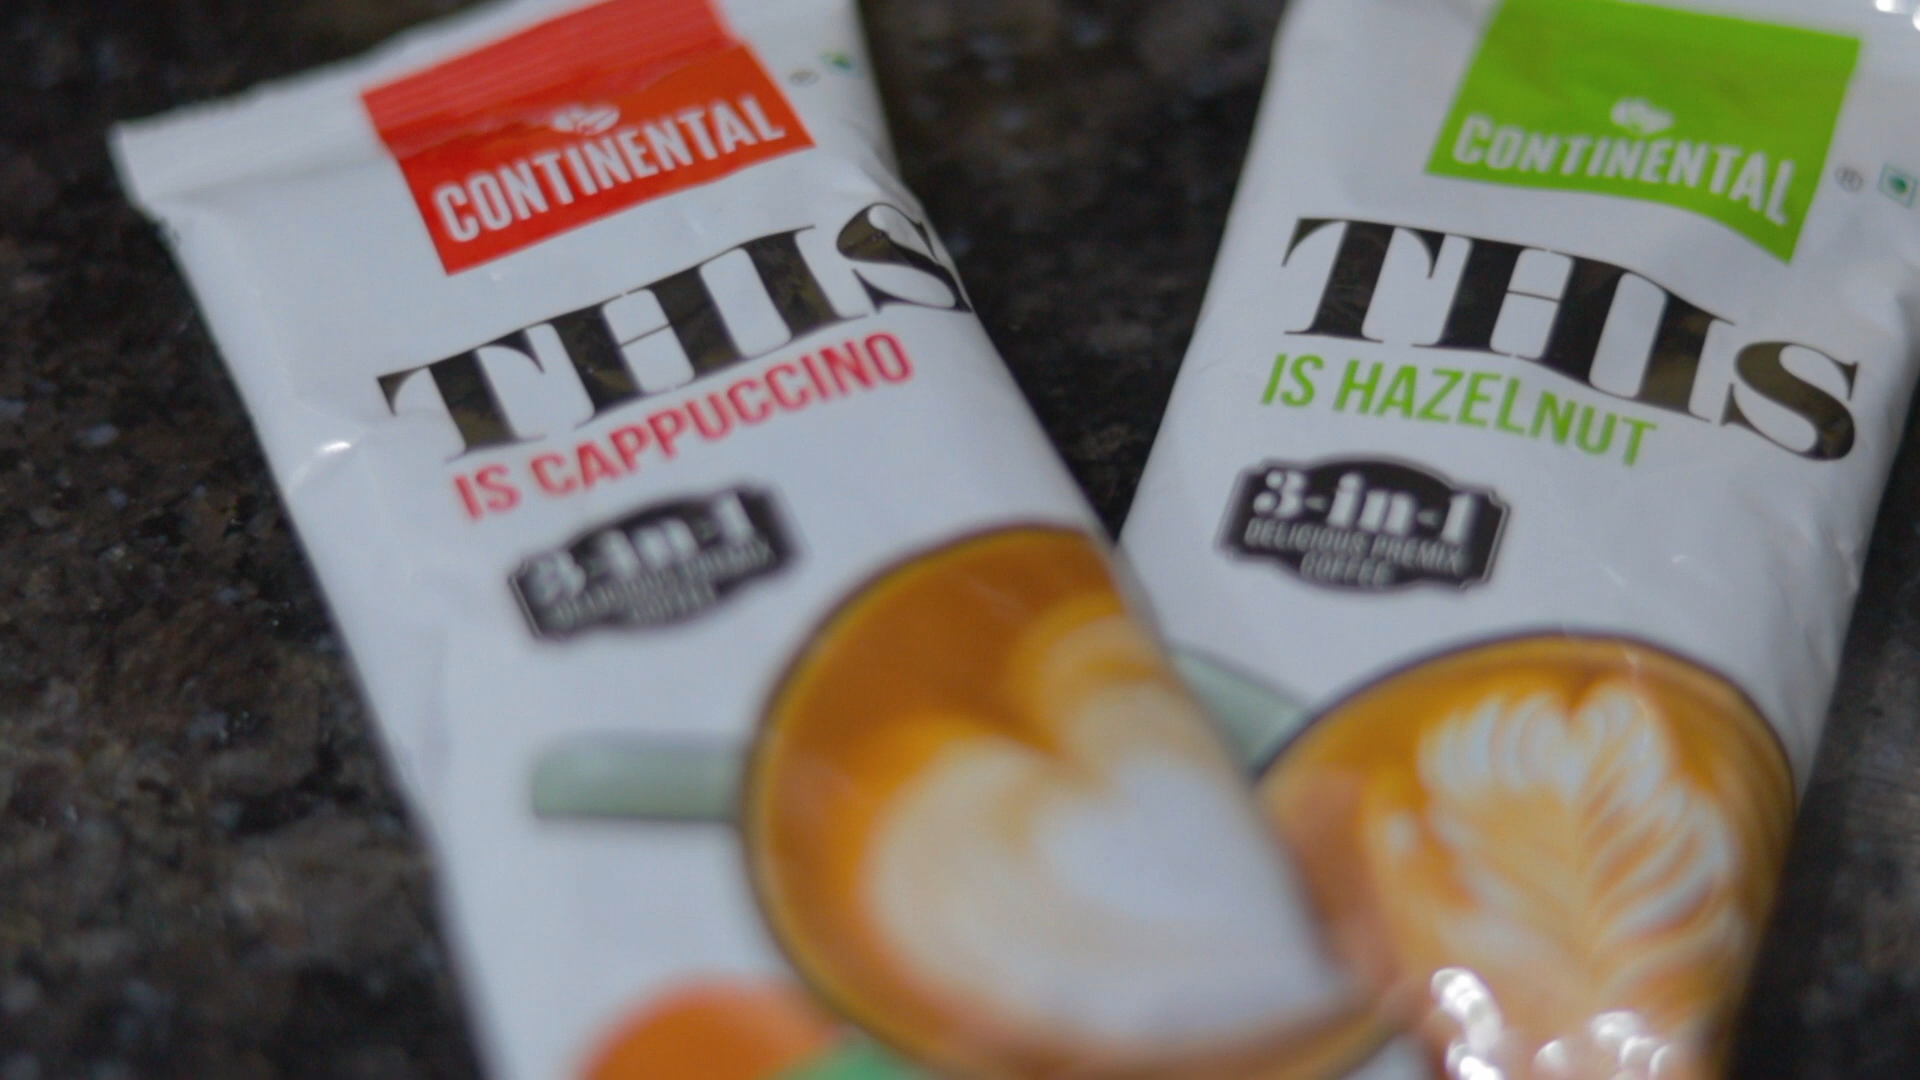 CONTINENTAL
THIS
IS CAPPUCCINO
3-in-1
CONTINENTAL
®
THIS
IS HAZELNUT
3-in-1
DELICIOUS PREMIX
COFFEE